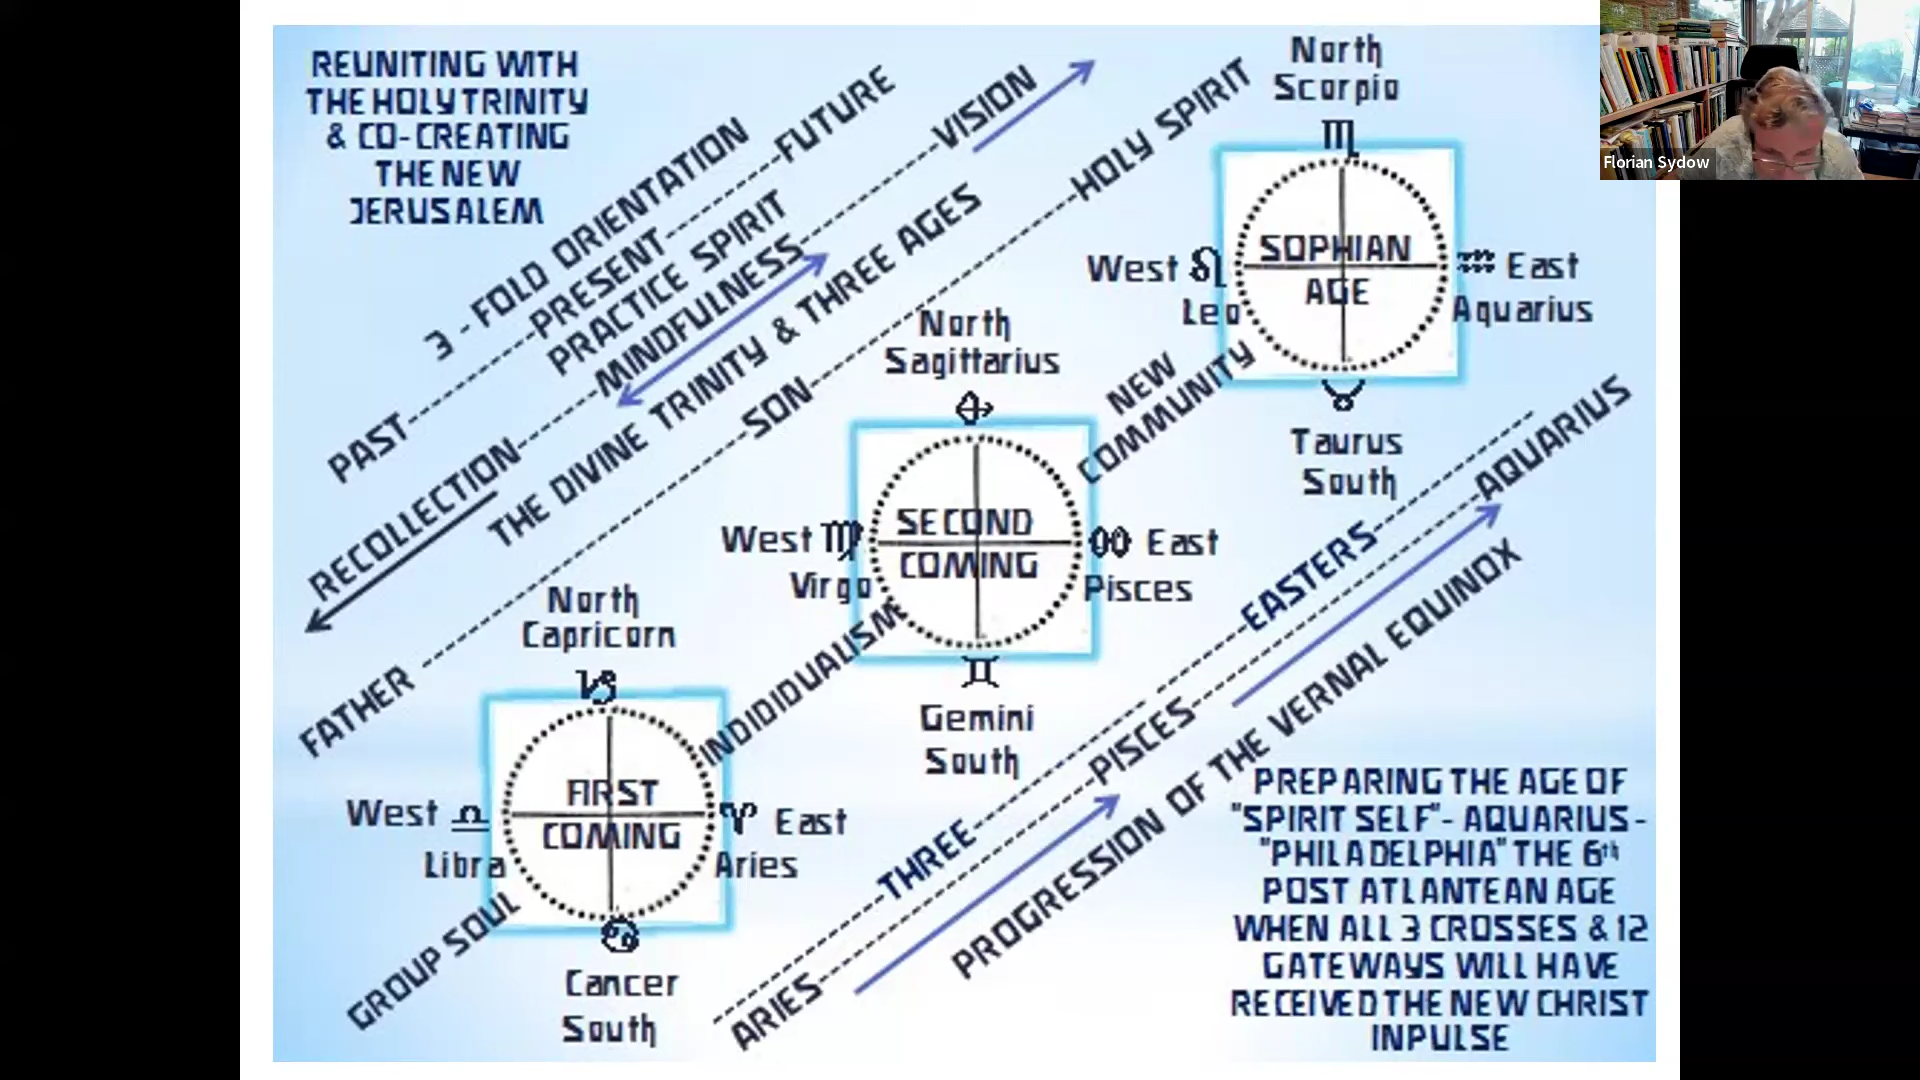 REUNITING WITH
THE HOLY TRINITY
& CO-CREATING
THE NEW
JERUSALEM
3 - FOLD ORIENTATION
PAST PRESENT FUTURE
PRACTICE SPIRIT
RECOLLECTION MINDFULNESS VISION
THE DIVINE TRINITY & THREE AGES
FATHER SON HOLY SPIRIT
North
Scorpio
♏
SOPHIAN
AGE
West ♌
Leo
♒ East
Aquarius
♉
Taurus
South
North
Sagittarius
♐
SECOND
COMING
West ♍
Virgo
East
Pisces
♊
Gemini
South
North
Capricorn
♑
FIRST
COMING
West ♎
Libra
♈ East
Aries
♋
Cancer
South
GROUP SOUL
INDIDIDUALISM
NEW
COMMUNITY
THREE EASTERS
ARIES PISCES AQUARIUS
PROGRESSION OF THE VERNAL EQUINOX
PREPARING THE AGE OF
"SPIRIT SELF"- AQUARIUS -
"PHILADELPHIA" THE 6th
POST ATLANTEAN AGE
WHEN ALL 3 CROSSES & 12
GATEWAYS WILL HAVE
RECEIVED THE NEW CHRIST
INPULSE
Florian Sydow